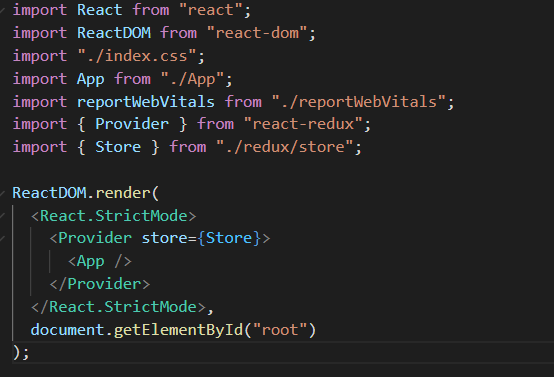 import React from "react";
import ReactDOM from "react-dom";
import "./index.css";
import App from "./App";
import reportWebVitals from "./reportWebVitals";
import { Provider } from "react-redux";
import { Store } from "./redux/store";

ReactDOM.render(
  <React.StrictMode>
    <Provider store={Store}>
      <App />
    </Provider>
  </React.StrictMode>,
  document.getElementById("root")
);